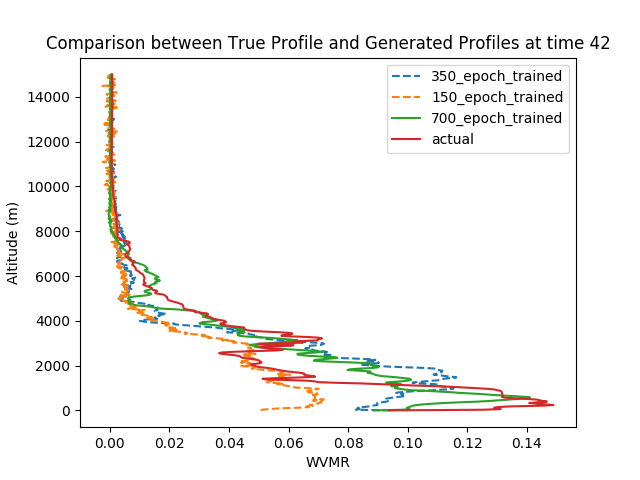 Comparison between True Profile and Generated Profiles at time 42
350_epoch_trained
150_epoch_trained
700_epoch_trained
actual
14000
12000
10000
8000
6000
4000
2000
0
Altitude (m)
0.00 0.02 0.04 0.06 0.08 0.10 0.12 0.14
WVMR